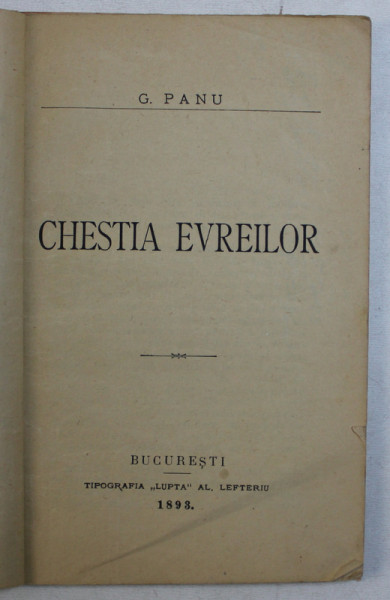 G. PANU
CHESTIA EVREILOR
BUCUREŞTI
TIPOGRAFIA „LUPTA" AL. LEFTERIU
1893.